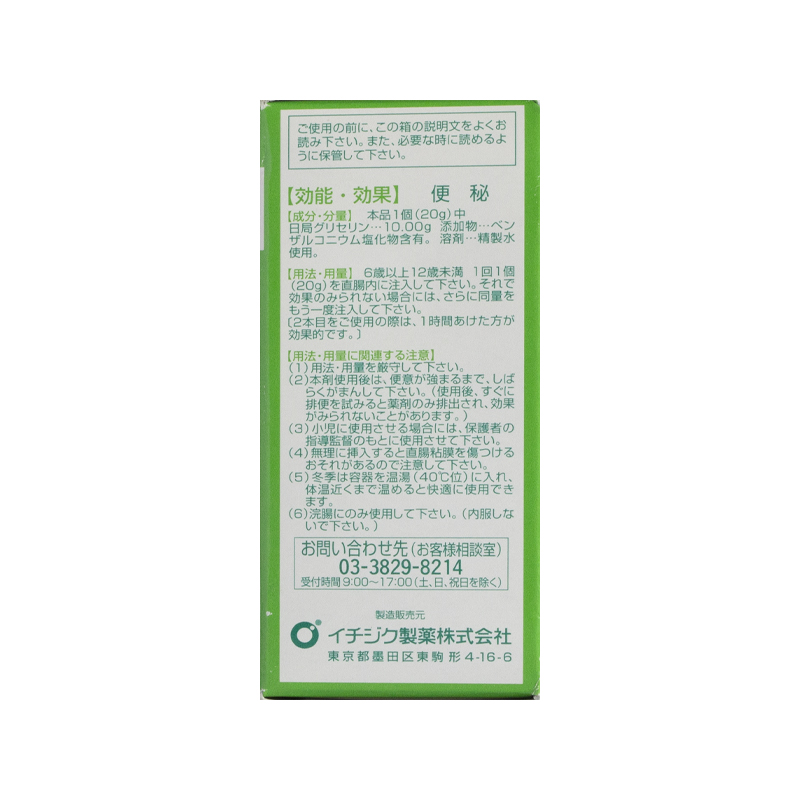 ご使用の前に、この箱の説明文をよくお
読み下さい。また、必要な時に読めるよ
うに保管して下さい。
【効能・効果】 便 秘
【成分・分量】 本品1個(20g)中
日局グリセリン…10.00g 添加物…ベン
ザルコニウム塩化物含有。 溶剤…精製水
使用。
【用法・用量】 6歳以上12歳未満 1回1個
(20g)を直腸内に注入して下さい。それで
効果のみられない場合には、さらに同量を
もう一度注入して下さい。
〔2本目をご使用の際は、1時間あけた方が
効果的です。〕
【用法・用量に関連する注意】
(1)用法・用量を厳守して下さい。
(2)本剤使用後は、便意が強まるまで、しば
らくがまんして下さい。(使用後、すぐに
排便を試みると薬剤のみ排出され、効果
がみられないことがあります。)
(3)小児に使用させる場合には、保護者の
指導監督のもとに使用させて下さい。
(4)無理に挿入すると直腸粘膜を傷つける
おそれがあるので注意して下さい。
(5)冬季は容器を温湯(40℃位)に入れ、
体温近くまで温めると快適に使用でき
ます。
(6)浣腸にのみ使用して下さい。(内服しな
いで下さい。)
お問い合わせ先(お客様相談室)
03-3829-8214
受付時間 9:00〜17:00(土、日、祝日を除く)
製造販売元
イチジク製薬株式会社
東京都墨田区東駒形4-16-6